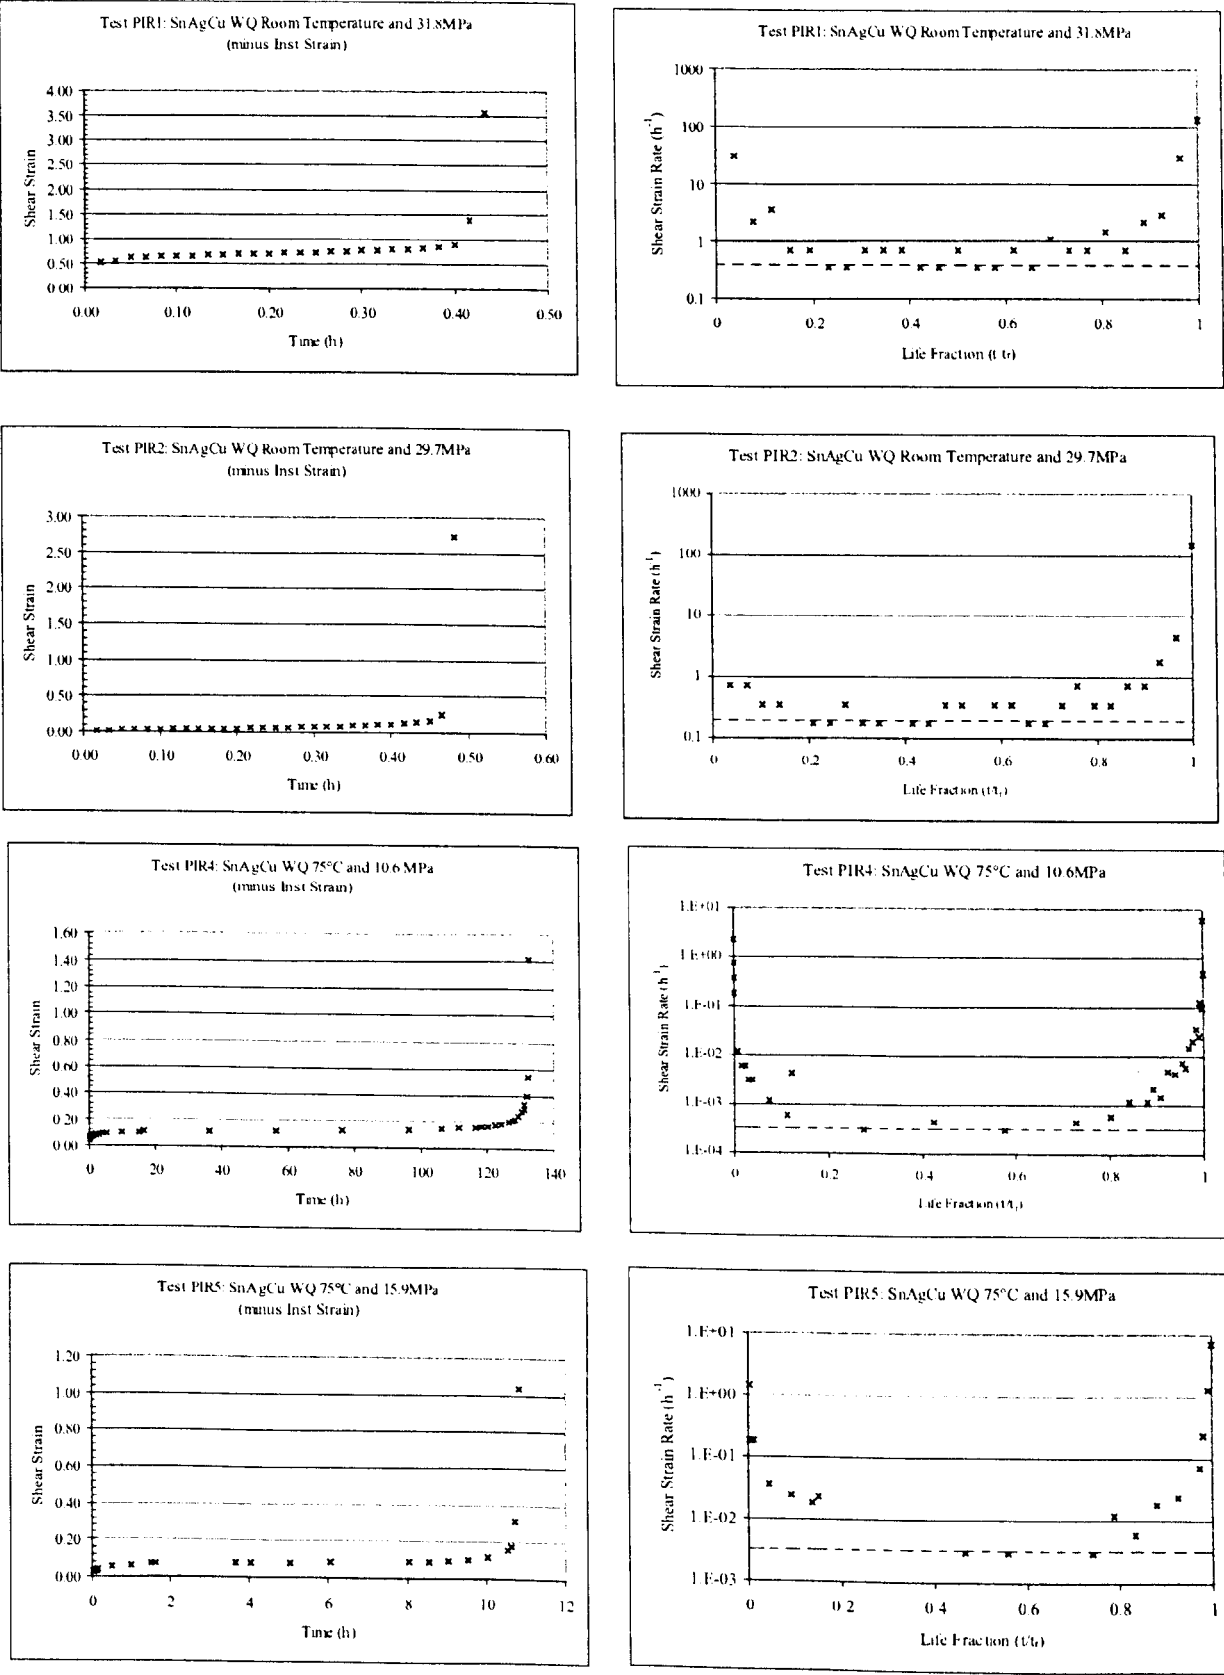 Test PIR1: SnAgCu WQ Room Temperature and 31.8MPa
(minus Inst Strain)
Shear Strain
4.00
3.50
3.00
2.50
2.00
1.50
1.00
0.50
0.00
0.00 0.10 0.20 0.30 0.40 0.50
Time (h)
Test PIR1: SnAgCu WQ Room Temperature and 31.8MPa
Shear Strain Rate (h⁻¹)
1000
100
10
1
0.1
0 0.2 0.4 0.6 0.8 1
Life Fraction (t/tr)
Test PIR2: SnAgCu WQ Room Temperature and 29.7MPa
(minus Inst Strain)
Shear Strain
3.00
2.50
2.00
1.50
1.00
0.50
0.00
0.00 0.10 0.20 0.30 0.40 0.50 0.60
Time (h)
Test PIR2: SnAgCu WQ Room Temperature and 29.7MPa
Shear Strain Rate (h⁻¹)
1000
100
10
1
0.1
0 0.2 0.4 0.6 0.8 1
Life Fraction (t/tᵣ)
Test PIR4: SnAgCu WQ 75°C and 10.6 MPa
(minus Inst Strain)
Shear Strain
1.60
1.40
1.20
1.00
0.80
0.60
0.40
0.20
0.00
0 20 40 60 80 100 120 140
Time (h)
Test PIR4: SnAgCu WQ 75°C and 10.6MPa
Shear Strain Rate (h⁻¹)
1.E+01
1.E+00
1.E-01
1.E-02
1.E-03
1.E-04
0 0.2 0.4 0.6 0.8 1
Life Fraction (t/tᵣ)
Test PIR5: SnAgCu WQ 75°C and 15.9MPa
(minus Inst Strain)
Shear Strain
1.20
1.00
0.80
0.60
0.40
0.20
0.00
0 2 4 6 8 10 12
Time (h)
Test PIR5: SnAgCu WQ 75°C and 15.9MPa
Shear Strain Rate (h⁻¹)
1.E+01
1.E+00
1.E-01
1.E-02
1.E-03
0 0.2 0.4 0.6 0.8 1
Life Fraction (t/tr)